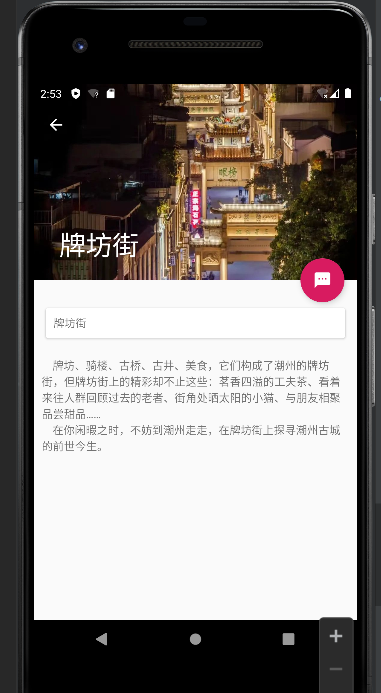 2:53
牌坊街
牌坊街
牌坊、骑楼、古桥、古井、美食，它们构成了潮州的牌坊
街，但牌坊街上的精彩却不止这些：茗香四溢的工夫茶、看着
来往人群回顾过去的老者、街角处晒太阳的小猫、与朋友相聚
品尝甜品......
在你闲暇之时，不妨到潮州走走，在牌坊街上探寻潮州古城
的前世今生。